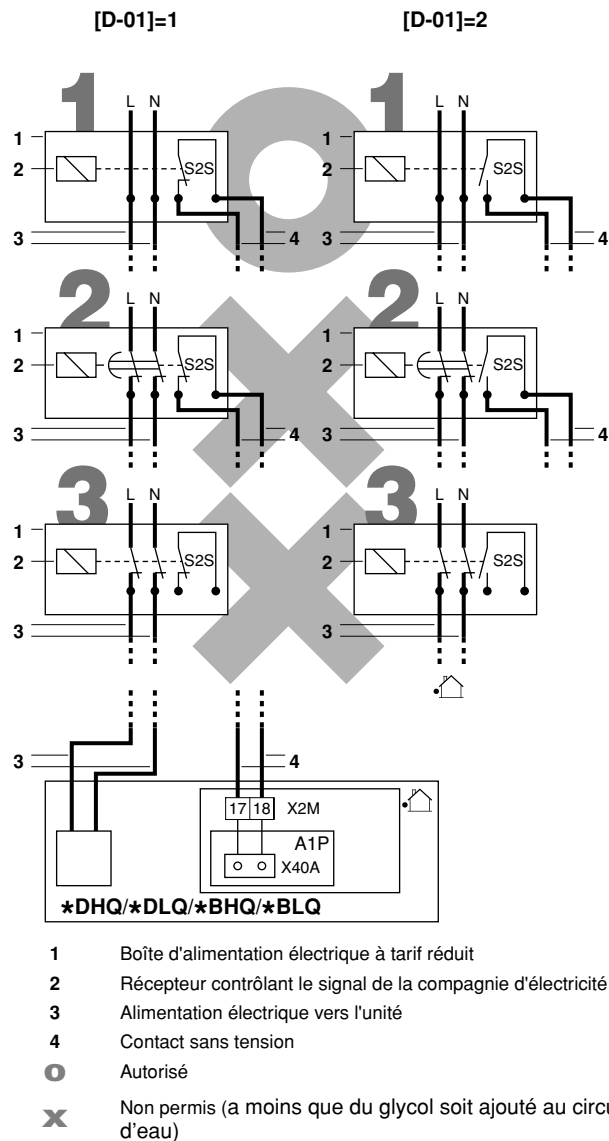 [D-01]=1 [D-01]=2
1 1
L N L N
1 1
2 S2S 2 S2S
3 4 3 4
2 2
L N L N
1 1
2 S2S 2 S2S
3 4 3 4
3 3
L N L N
1 1
2 S2S 2 S2S
3 3
3 4
17 18 X2M
A1P
X40A
*DHQ/*DLQ/*BHQ/*BLQ
1 Boîte d'alimentation électrique à tarif réduit
2 Récepteur contrôlant le signal de la compagnie d'électricité
3 Alimentation électrique vers l'unité
4 Contact sans tension
O Autorisé
X Non permis (a moins que du glycol soit ajouté au
d'eau)